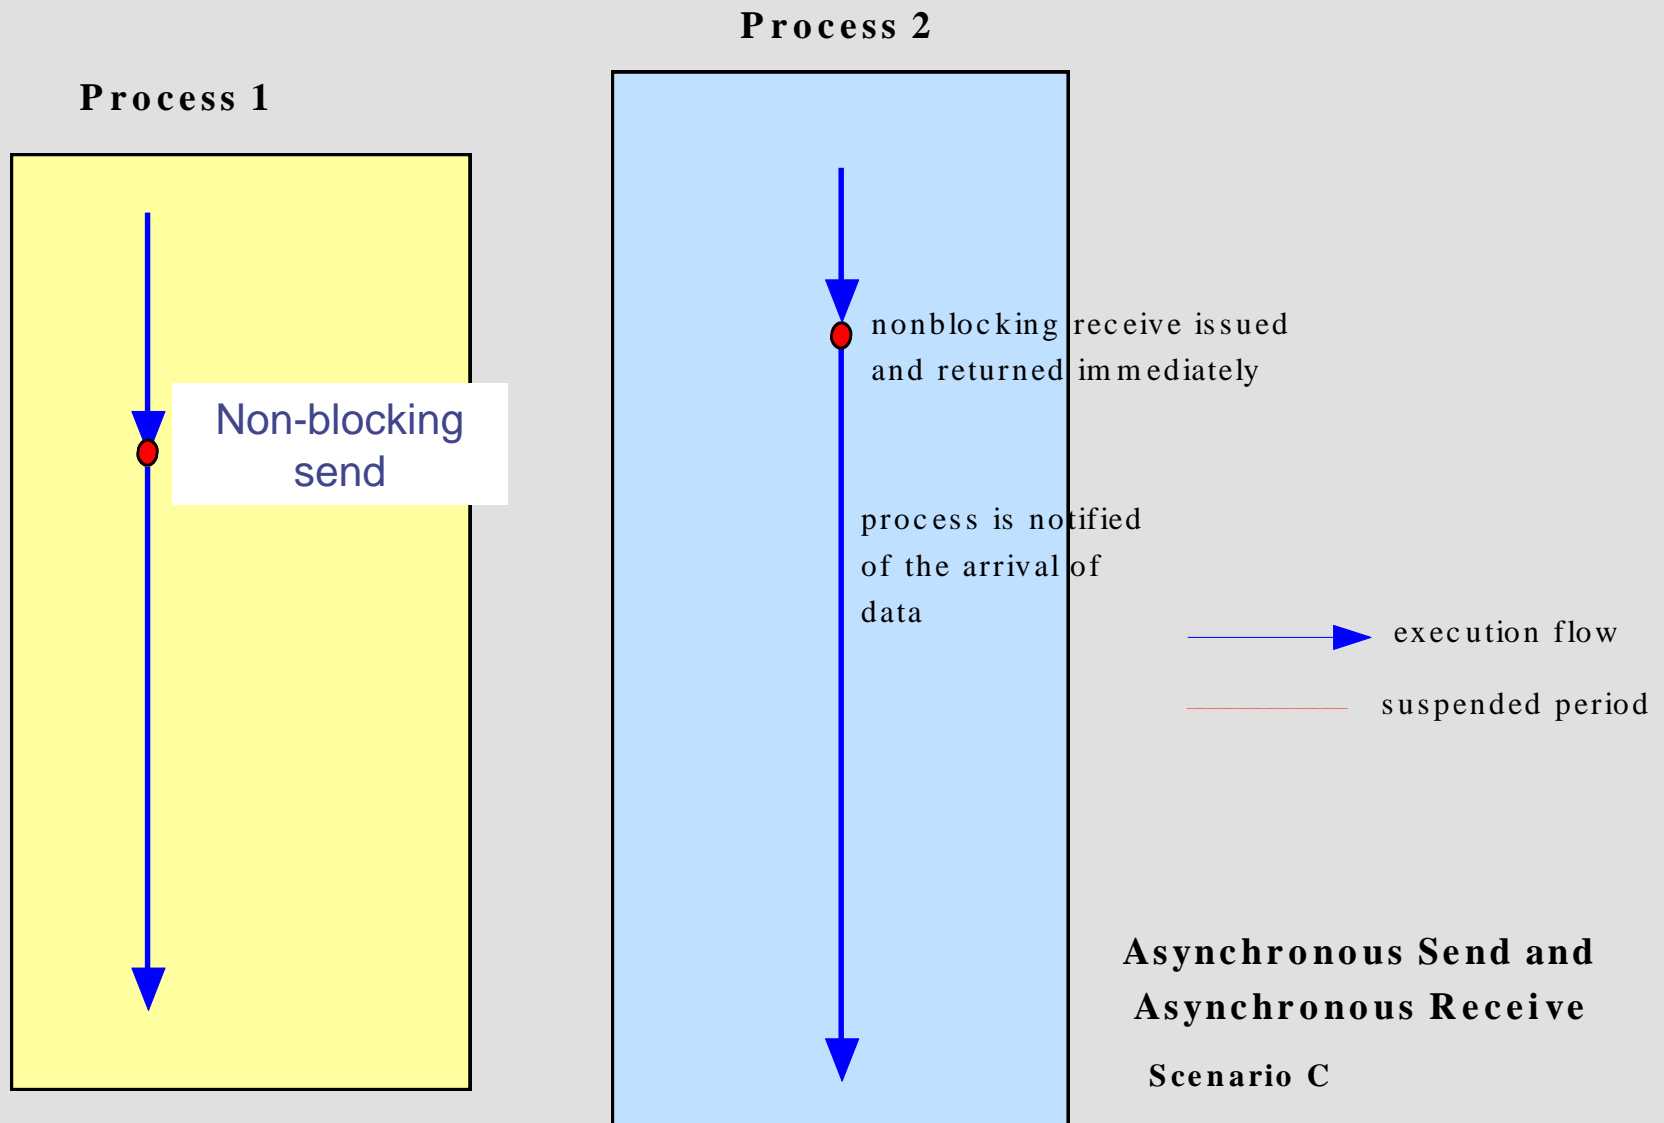 Process 2
Process 1
nonblocking receive issued
and returned immediately
Non-blocking
send
process is notified
of the arrival of
data
execution flow
suspended period
Asynchronous Send and
Asynchronous Receive
Scenario C